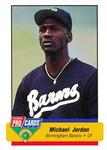 Barons
PRO CARDS
Michael Jordan
Birmingham Barons • OF